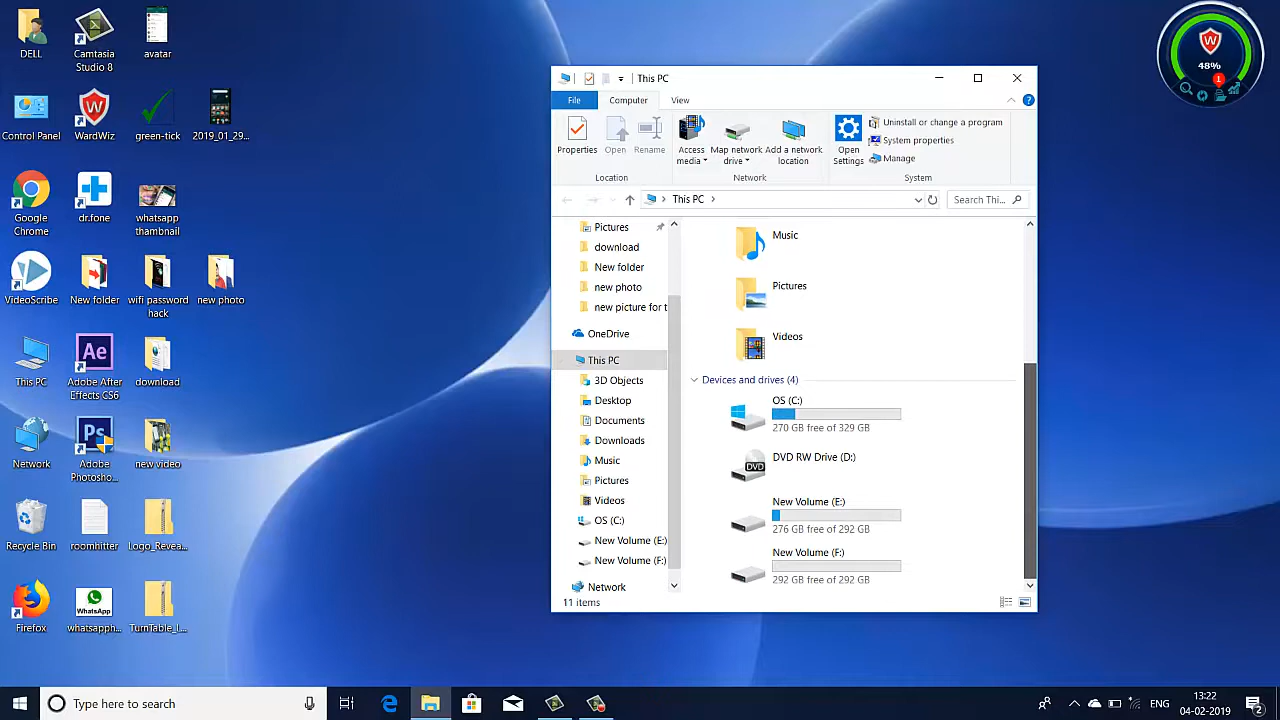 DELL
Camtasia
Studio 8
avatar
Control Panel
WardWiz
green-tick
2019_01_29...
Google
Chrome
dr.fone
whatsapp
thumbnail
VideoScribe
New folder
wifi password
hack
new photo
This PC
Adobe After
Effects CS6
download
Network
Adobe
Photosho...
new video
Recycle Bin
roomhitter
Logo_Revea...
Firefox
WhatsApp
whatsapph...
TurnTable_I...
48%
1
This PC
File
Computer
View
Properties
Open
Rename
Access
media
Map network
drive
Add a network
location
Open
Settings
Uninstall or change a program
System properties
Manage
Location
Network
System
This PC
Search Thi...
Pictures
download
New folder
new photo
new picture for t
OneDrive
This PC
3D Objects
Desktop
Documents
Downloads
Music
Pictures
Videos
OS (C:)
New Volume (E:)
New Volume (F:)
Network
Music
Pictures
Videos
Devices and drives (4)
OS (C:)
270 GB free of 329 GB
DVD RW Drive (D:)
New Volume (E:)
276 GB free of 292 GB
New Volume (F:)
292 GB free of 292 GB
11 items
Type here to search
ENG
13:22
04-02-2019
2